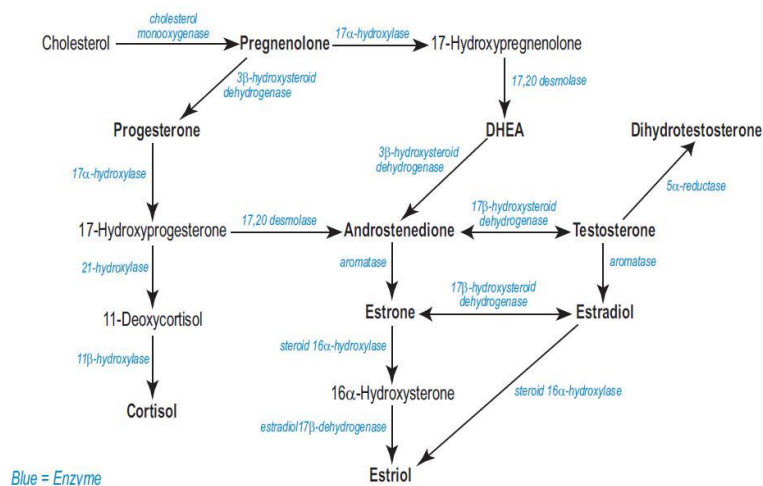 cholesterol
monooxygenase
Cholesterol
Pregnenolone
17α-hydroxylase
17-Hydroxypregnenolone
3β-hydroxysteroid
dehydrogenase
17,20 desmolase
Progesterone
DHEA
Dihydrotestosterone
17α-hydroxylase
3β-hydroxysteroid
dehydrogenase
5α-reductase
17β-hydroxysteroid
dehydrogenase
17-Hydroxyprogesterone
17,20 desmolase
Androstenedione
Testosterone
21-hydroxylase
aromatase
aromatase
17β-hydroxysteroid
dehydrogenase
11-Deoxycortisol
Estrone
Estradiol
11β-hydroxylase
steroid 16α-hydroxylase
Cortisol
16α-Hydroxysterone
steroid 16α-hydroxylase
estradiol17β-dehydrogenase
Estriol
Blue = Enzyme